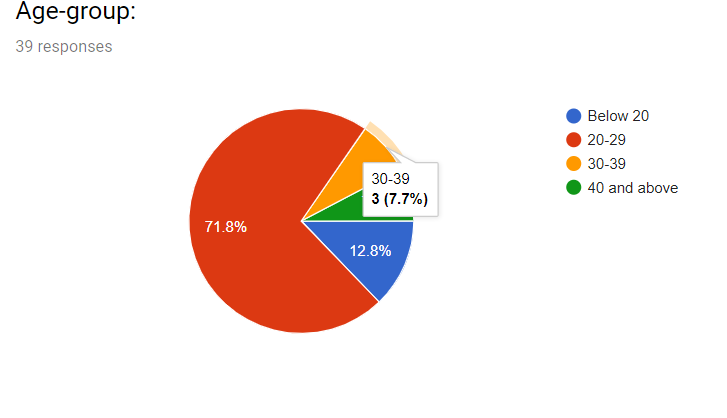 Age-group:
39 responses
Below 20
20-29
30-39
40 and above
30-39
3 (7.7%)
71.8%
12.8%